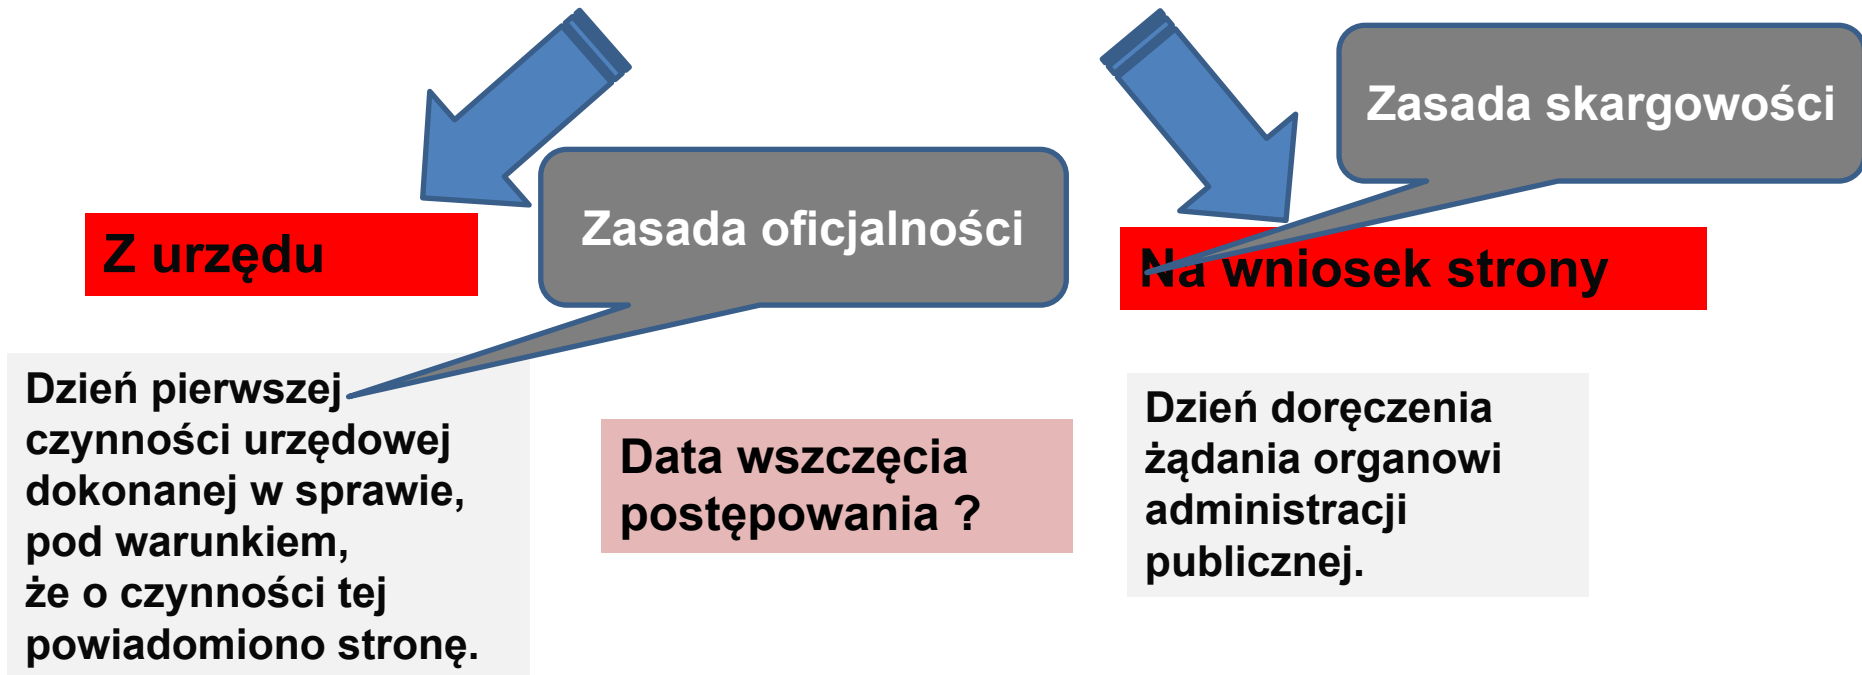 Zasada skargowości
Zasada oficjalności
Z urzędu
Na wniosek strony
Dzień pierwszej
czynności urzędowej
dokonanej w sprawie,
pod warunkiem,
że o czynności tej
powiadomiono stronę.
Data wszczęcia
postępowania ?
Dzień doręczenia
żądania organowi
administracji
publicznej.